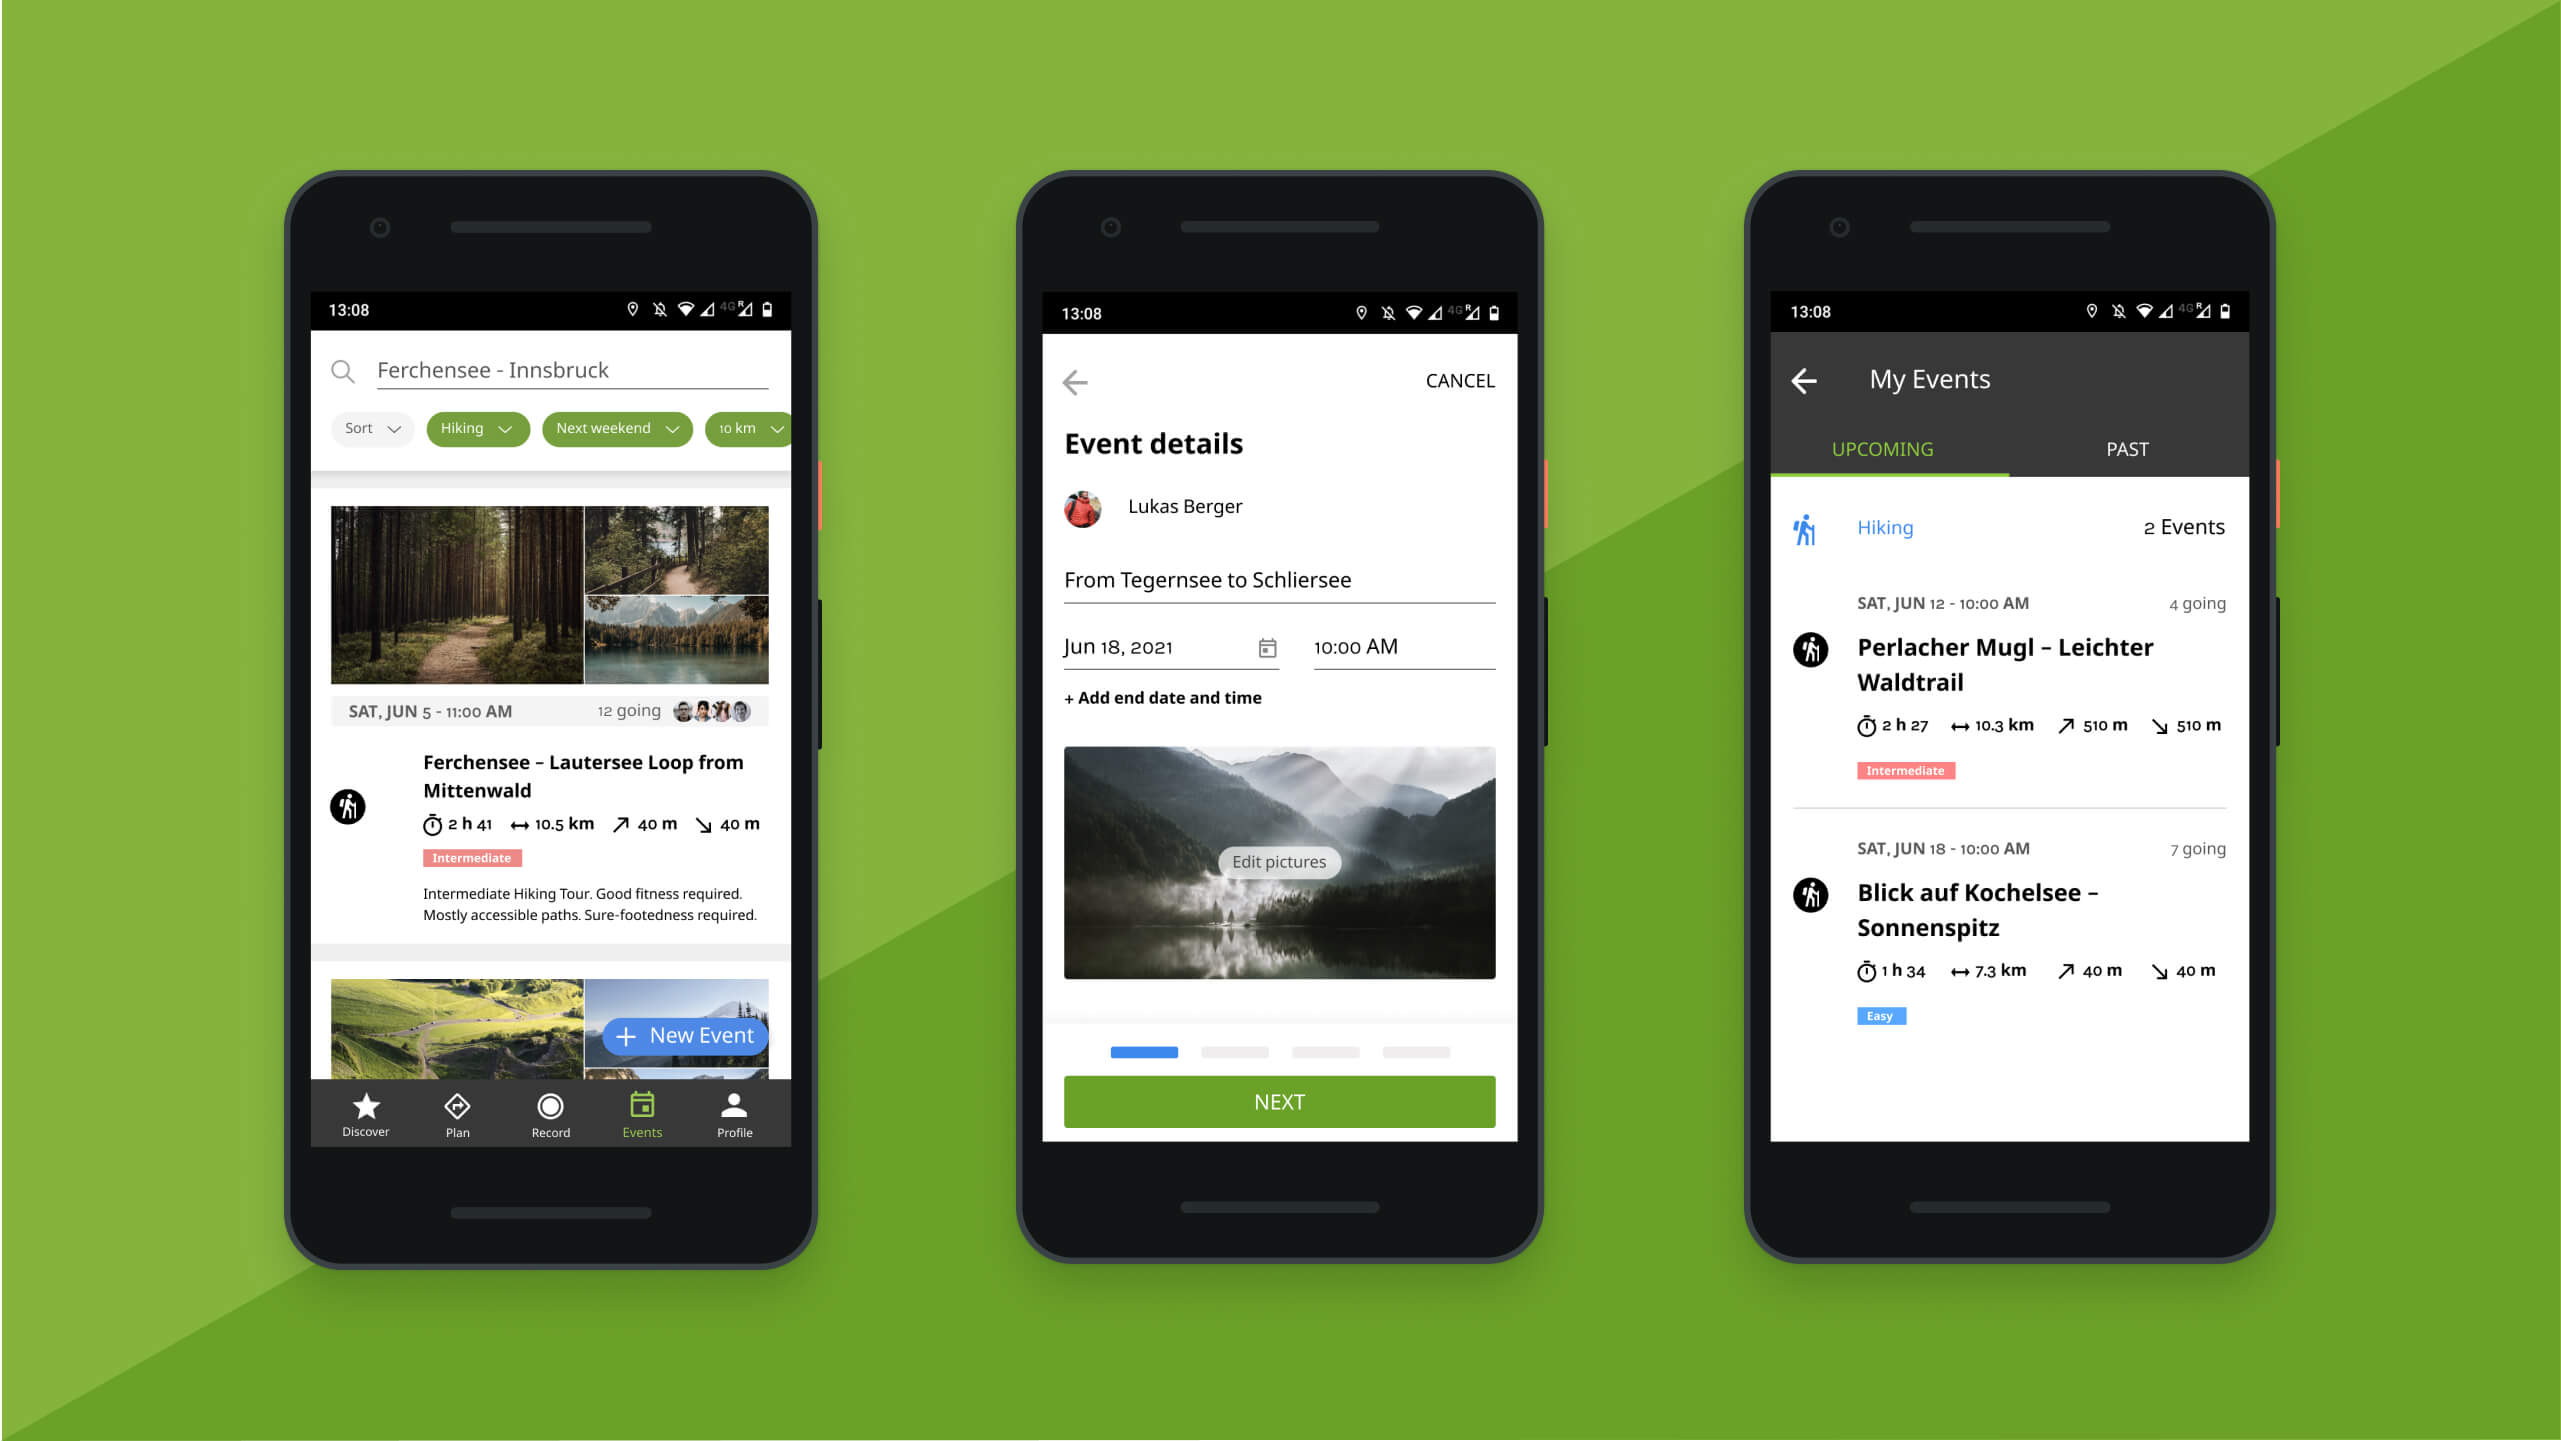 13:08
4G R
Ferchensee - Innsbruck
Sort
Hiking
Next weekend
10 km
SAT, JUN 5 - 11:00 AM
12 going
Ferchensee – Lautersee Loop from
Mittenwald
2 h 41
10.5 km
40 m
40 m
Intermediate
Intermediate Hiking Tour. Good fitness required.
Mostly accessible paths. Sure-footedness required.
+ New Event
Discover
Plan
Record
Events
Profile
13:08
4G R
CANCEL
Event details
Lukas Berger
From Tegernsee to Schliersee
Jun 18, 2021
10:00 AM
+ Add end date and time
Edit pictures
NEXT
13:08
4G R
My Events
UPCOMING
PAST
Hiking
2 Events
SAT, JUN 12 - 10:00 AM
4 going
Perlacher Mugl – Leichter
Waldtrail
2 h 27
10.3 km
510 m
510 m
Intermediate
SAT, JUN 18 - 10:00 AM
7 going
Blick auf Kochelsee –
Sonnenspitz
1 h 34
7.3 km
40 m
40 m
Easy